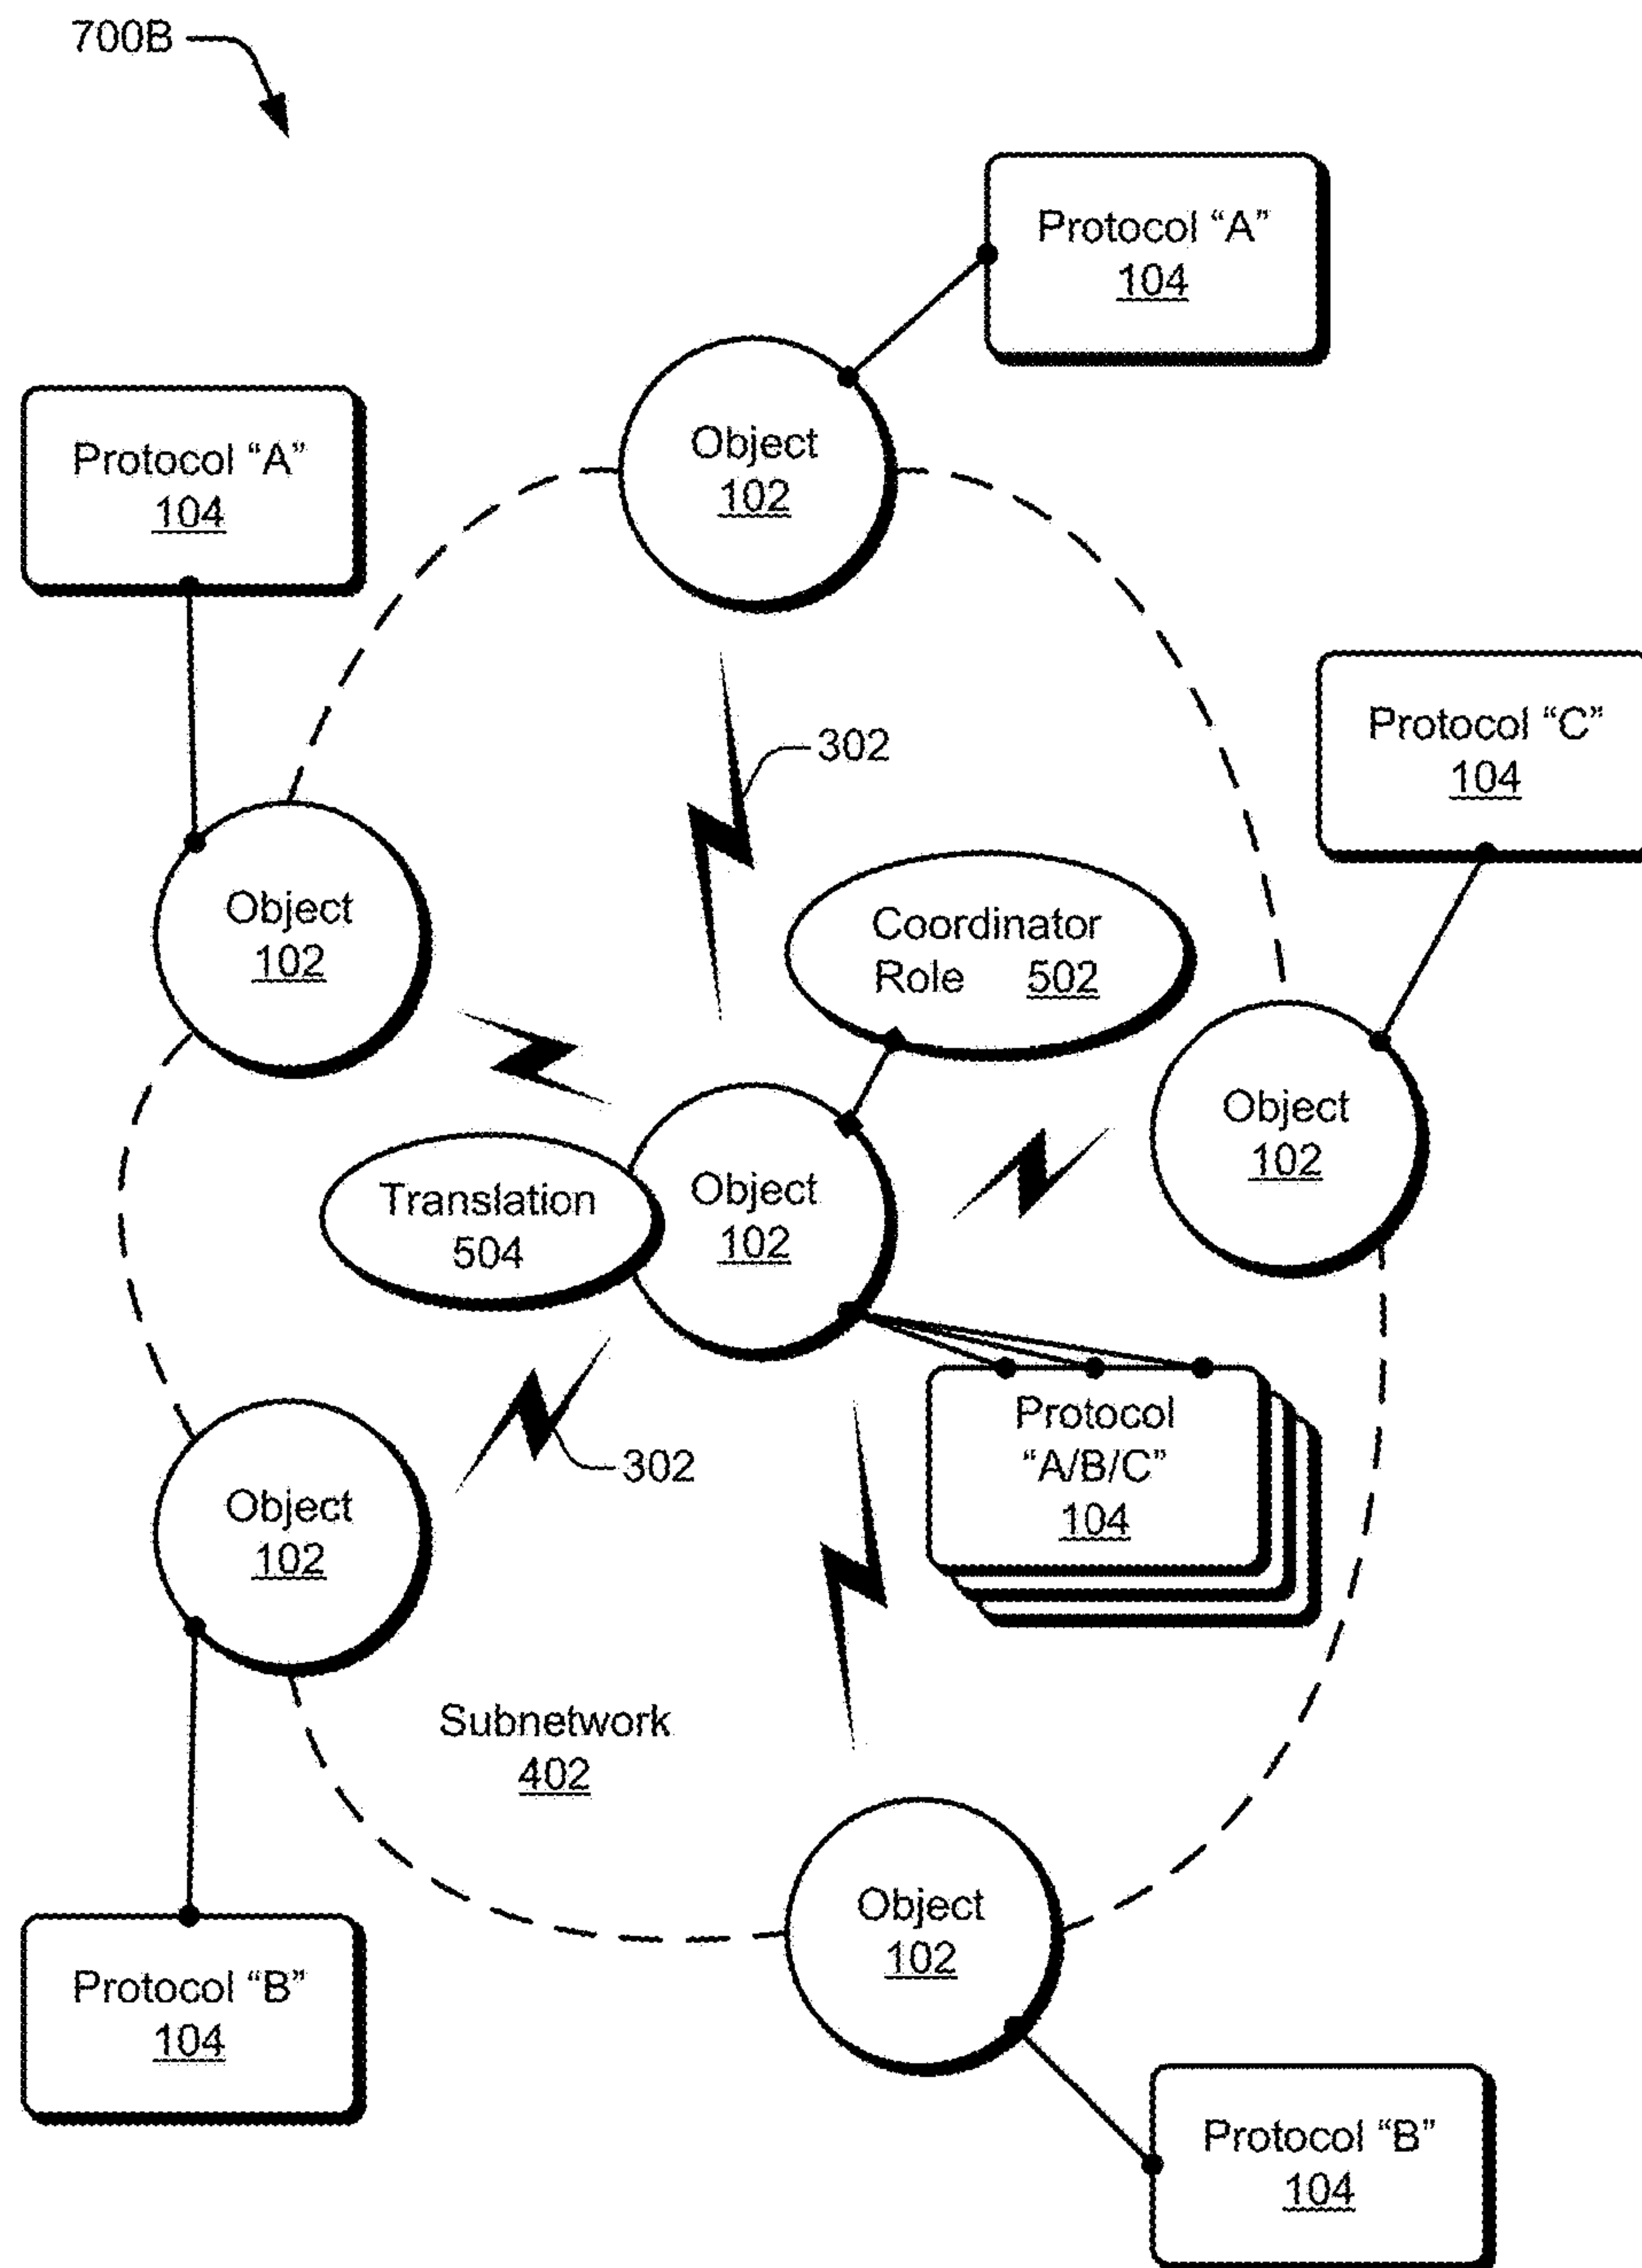 700B
Protocol “A”
104
Protocol “A”
104
Object
102
Protocol “C”
104
302
Object
102
Coordinator
Role 502
Object
102
Translation
504
Object
102
Protocol
“A/B/C”
104
302
Object
102
Subnetwork
402
Object
102
Protocol “B”
104
Protocol “B”
104